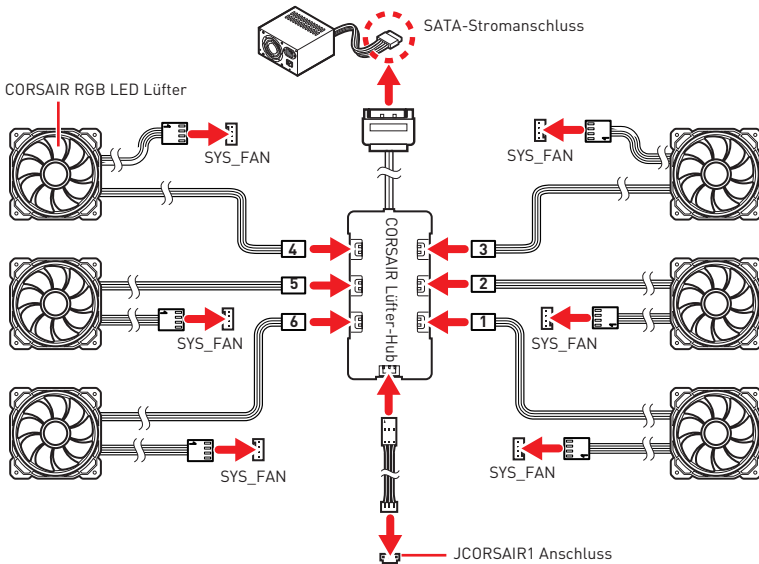 SATA-Stromanschluss
CORSAIR RGB LED Lüfter
SYS_FAN
SYS_FAN
4
3
5
2
6
1
CORSAIR Lüfter-Hub
SYS_FAN
SYS_FAN
SYS_FAN
SYS_FAN
JCORSAIR1 Anschluss